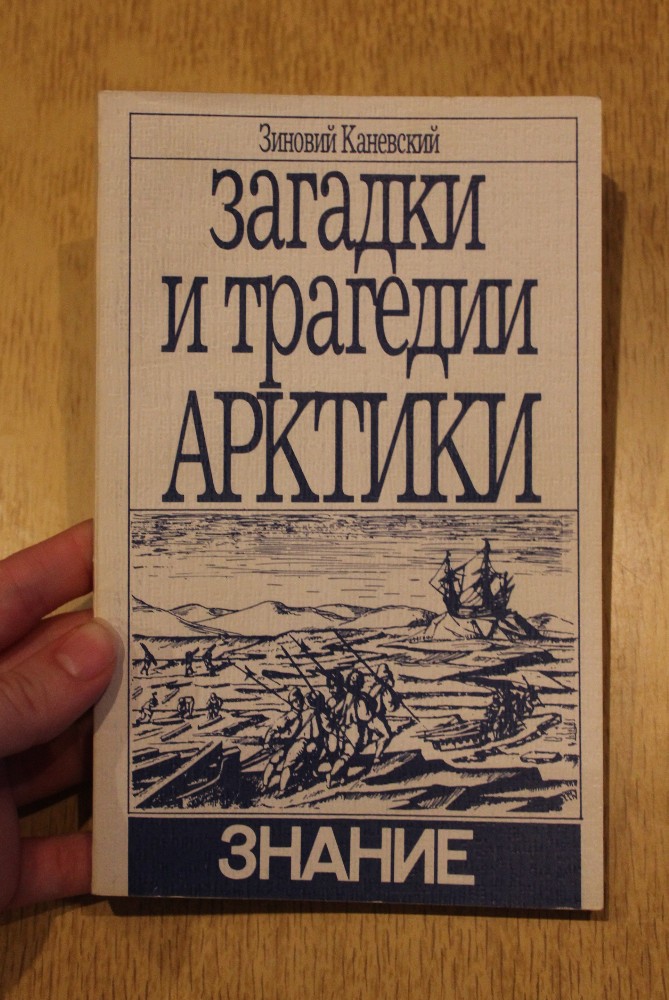 Зиновий Каневский
загадки
и трагедии
АРКТИКИ
ЗНАНИЕ